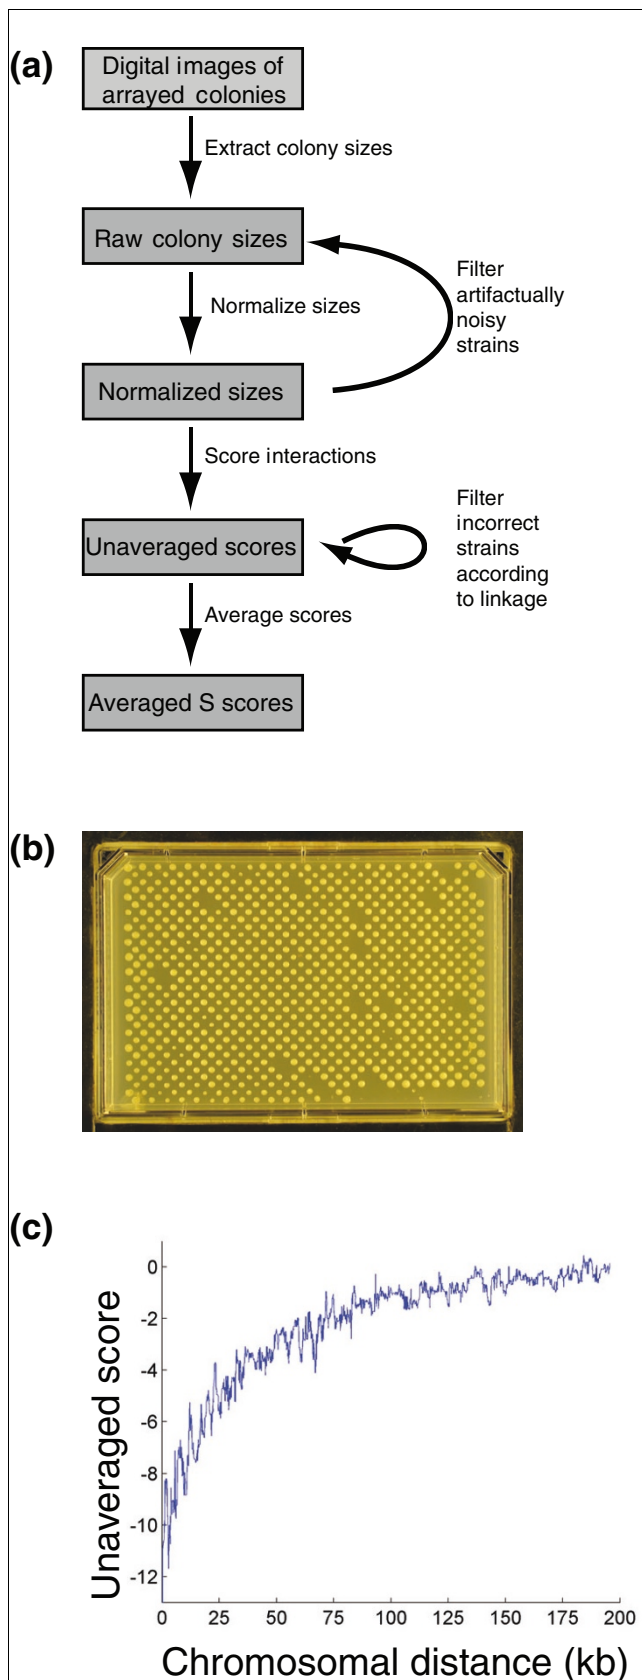 (a)
Digital images of
arrayed colonies
Extract colony sizes
Raw colony sizes
Filter
artifactually
noisy
strains
Normalize sizes
Normalized sizes
Score interactions
Filter
incorrect
strains
according
to linkage
Unaveraged scores
Average scores
Averaged S scores
(b)
(c)
Unaveraged score
0
-2
-4
-6
-8
-10
-12
0 25 50 75 100 125 150 175 200
Chromosomal distance (kb)